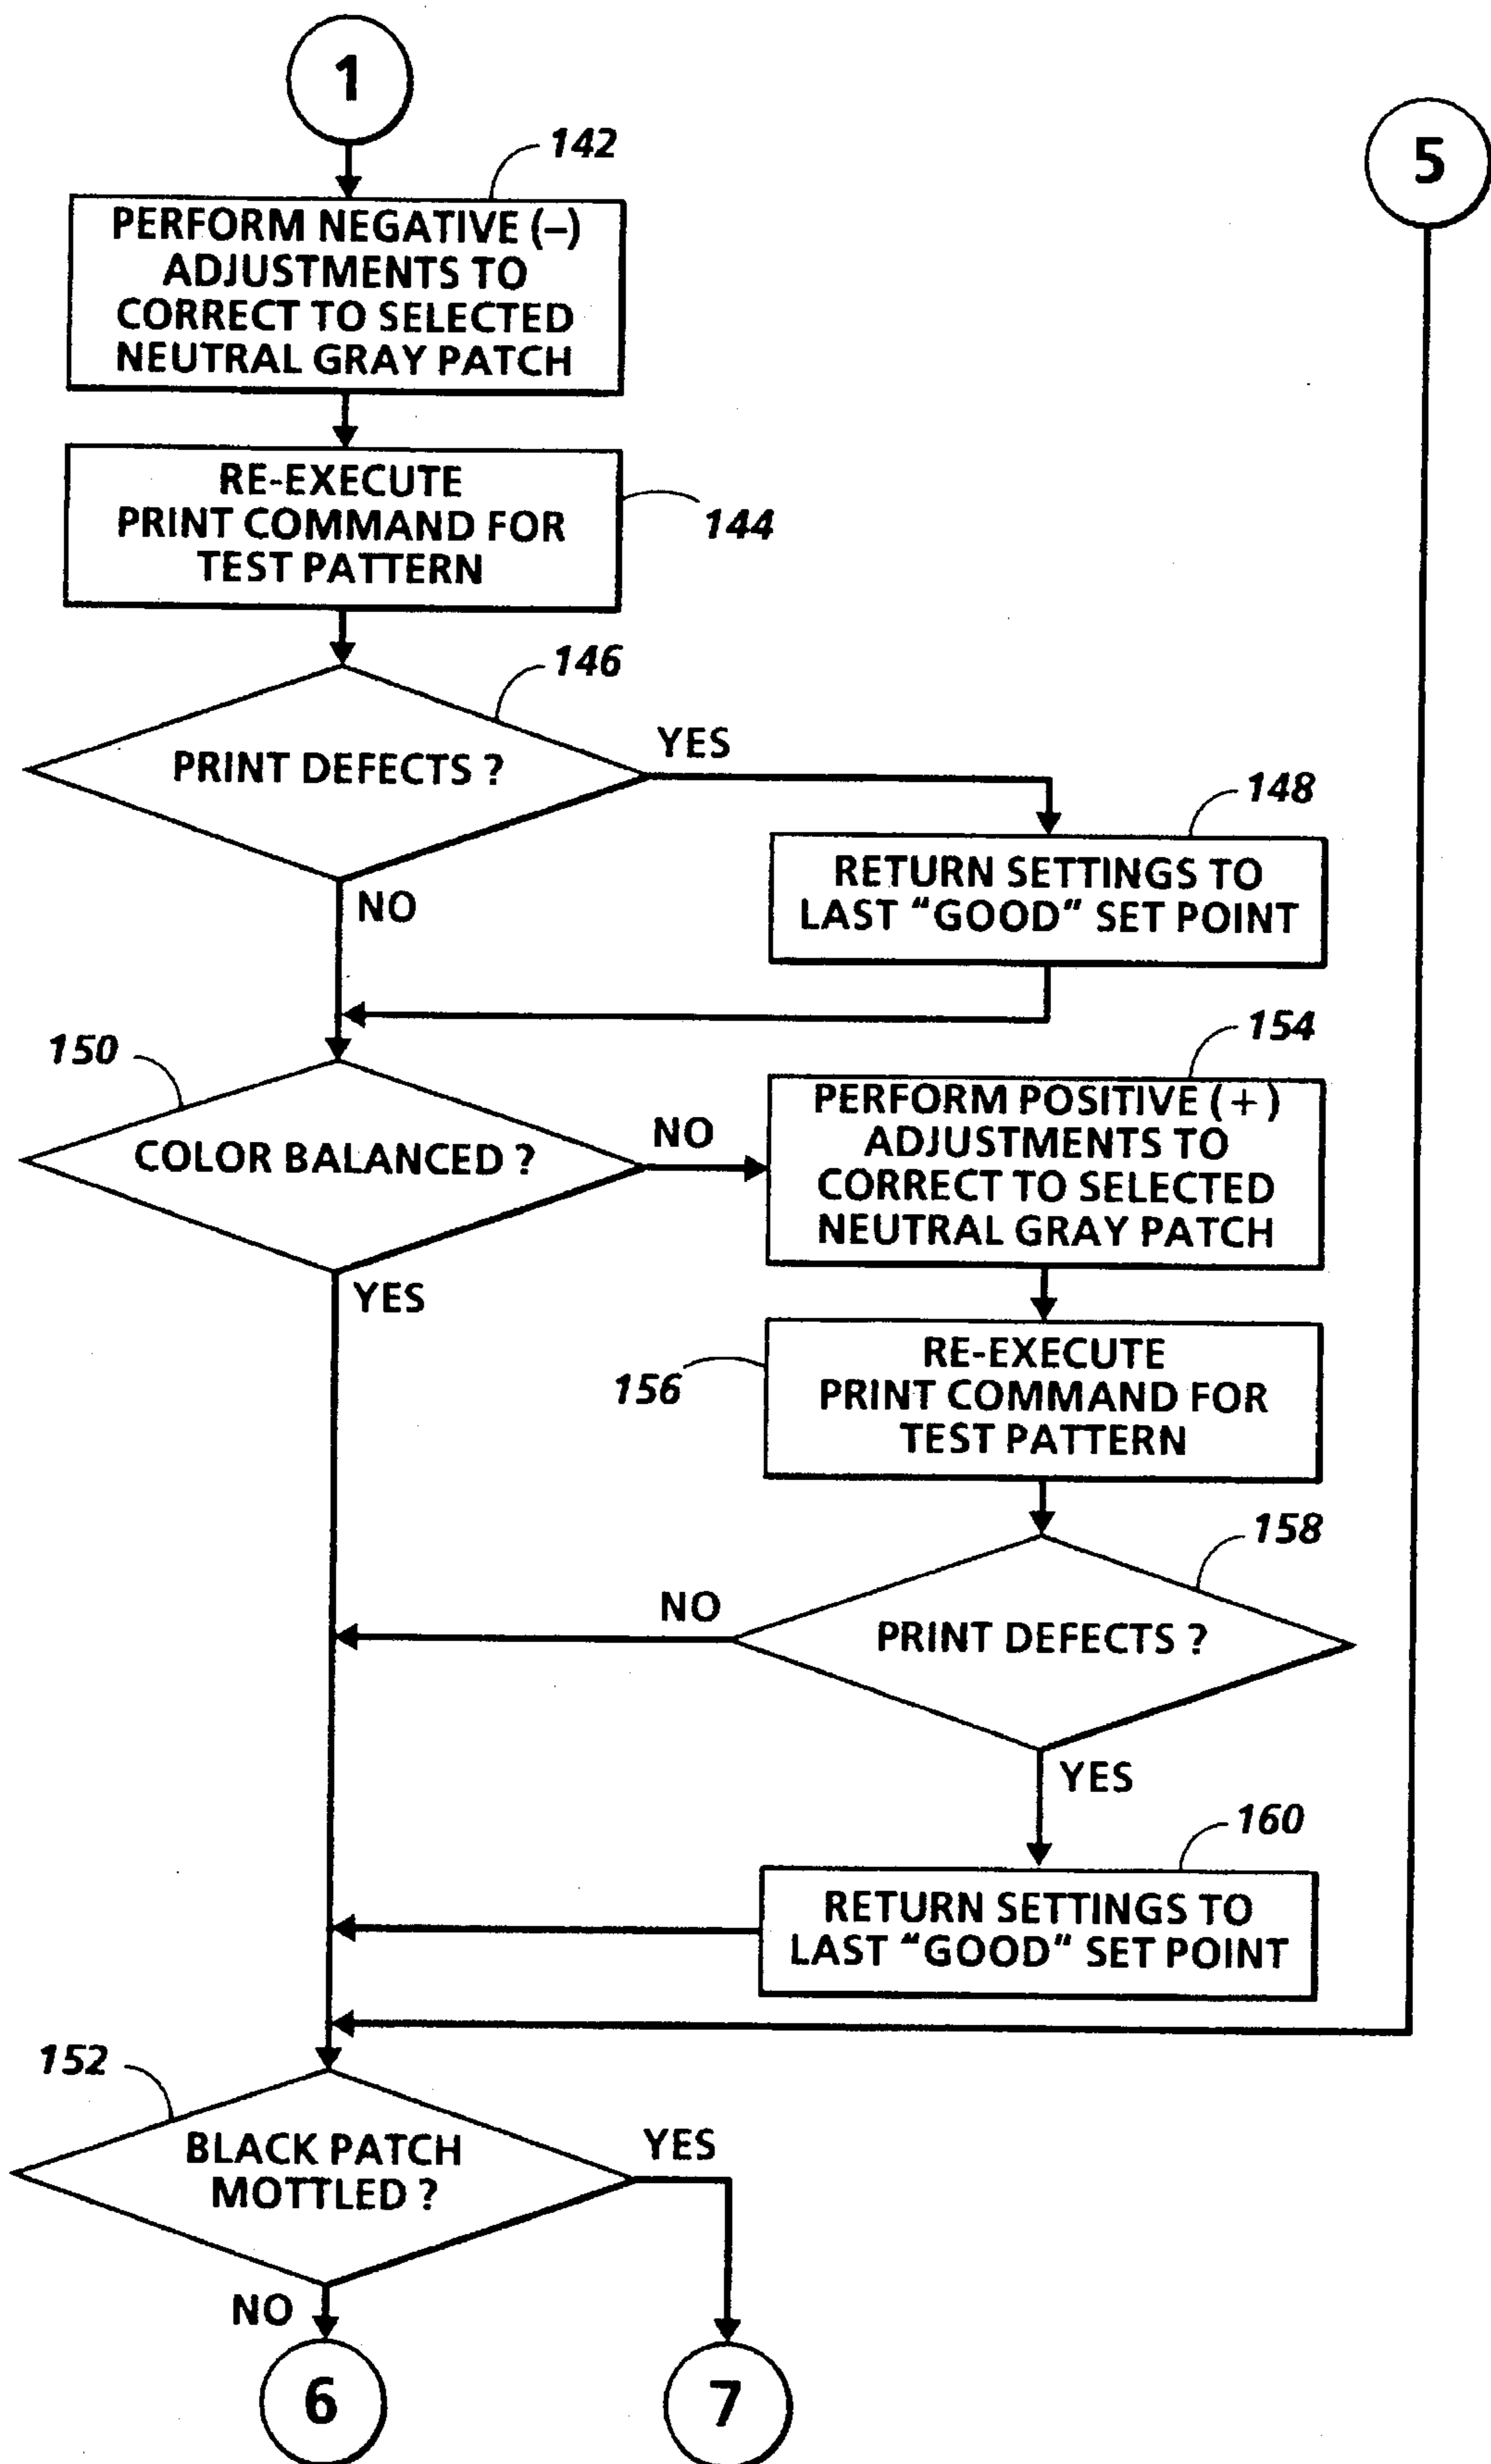 1
5
142
PERFORM NEGATIVE (–)
ADJUSTMENTS TO
CORRECT TO SELECTED
NEUTRAL GRAY PATCH
RE-EXECUTE
PRINT COMMAND FOR
TEST PATTERN
144
146
PRINT DEFECTS ?
YES
NO
148
RETURN SETTINGS TO
LAST "GOOD" SET POINT
150
COLOR BALANCED ?
NO
YES
154
PERFORM POSITIVE (+)
ADJUSTMENTS TO
CORRECT TO SELECTED
NEUTRAL GRAY PATCH
156
RE-EXECUTE
PRINT COMMAND FOR
TEST PATTERN
158
PRINT DEFECTS ?
NO
YES
160
RETURN SETTINGS TO
LAST "GOOD" SET POINT
152
BLACK PATCH
MOTTLED ?
YES
NO
6
7